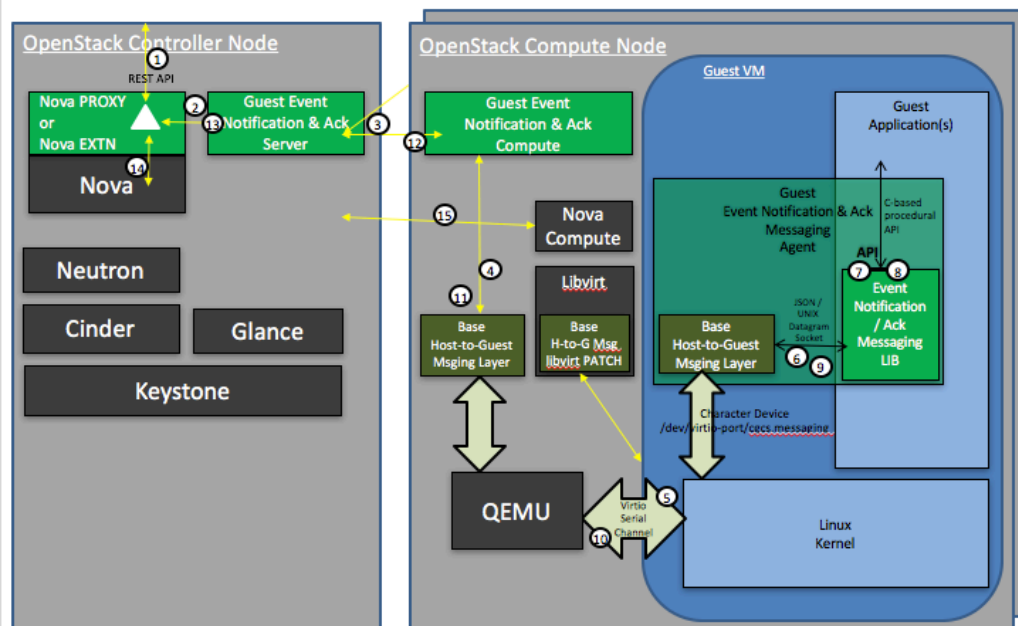 OpenStack Controller Node
1
REST API
Nova PROXY
or
Nova EXTN
2
13
Guest Event
Notification & Ack
Server
3
14
Nova
15
Neutron
Cinder
Glance
Keystone
OpenStack Compute Node
12
Guest Event
Notification & Ack
Compute
Nova
Compute
4
11
Libvirt
Base
Host-to-Guest
Msging Layer
Base
H-to-G Msg
libvirt PATCH
QEMU
Virtio
Serial
Channel
5
10
Guest VM
Guest
Application(s)
Guest
Event Notification & Ack
Messaging
Agent
C-based
procedural
API
API
7
8
Event
Notification
/ Ack
Messaging
LIB
JSON /
UNIX
Datagram
Socket
6
9
Base
Host-to-Guest
Msging Layer
Character Device
/dev/virtio-port/cgcs.messaging
Linux
Kernel